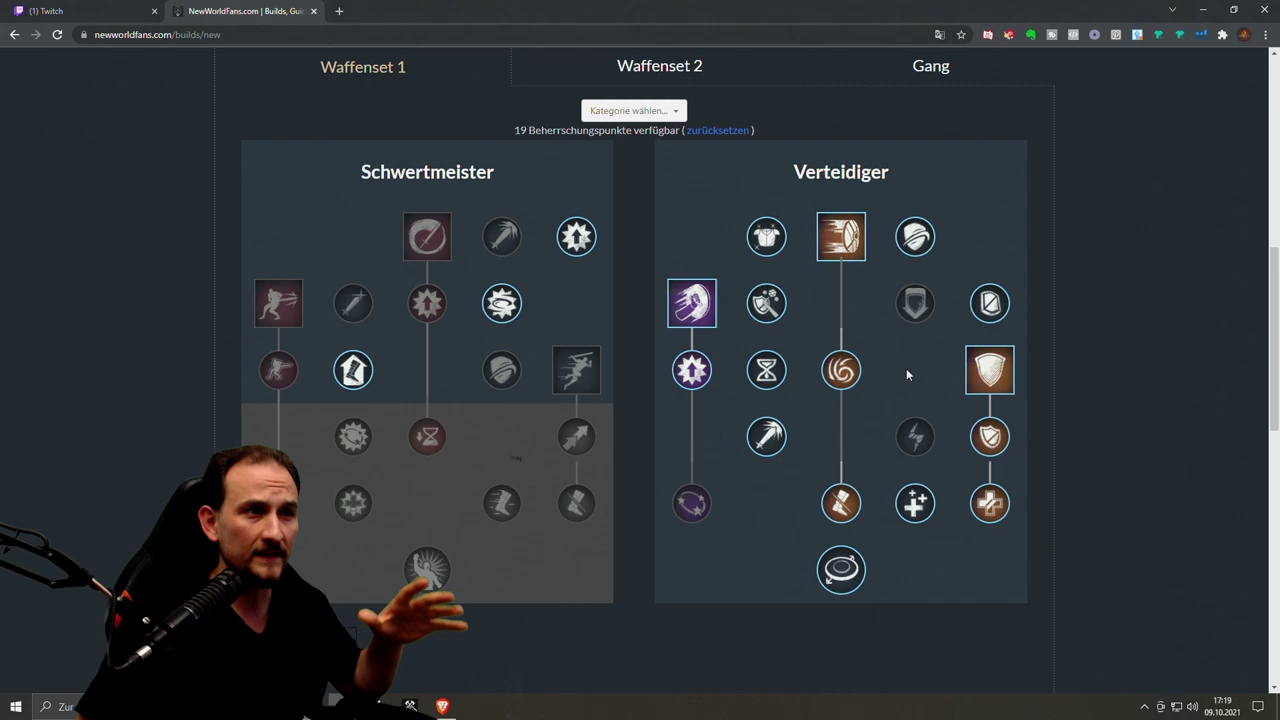 (1) Twitch
NewWorldFans.com | Builds, Gui
newworldfans.com/builds/new
Waffenset 1
Waffenset 2
Gang
Kategorie wählen...
19 Beherrschungspunkte verfügbar ( zurücksetzen )
Schwertmeister
Verteidiger
17:19
09.10.2021